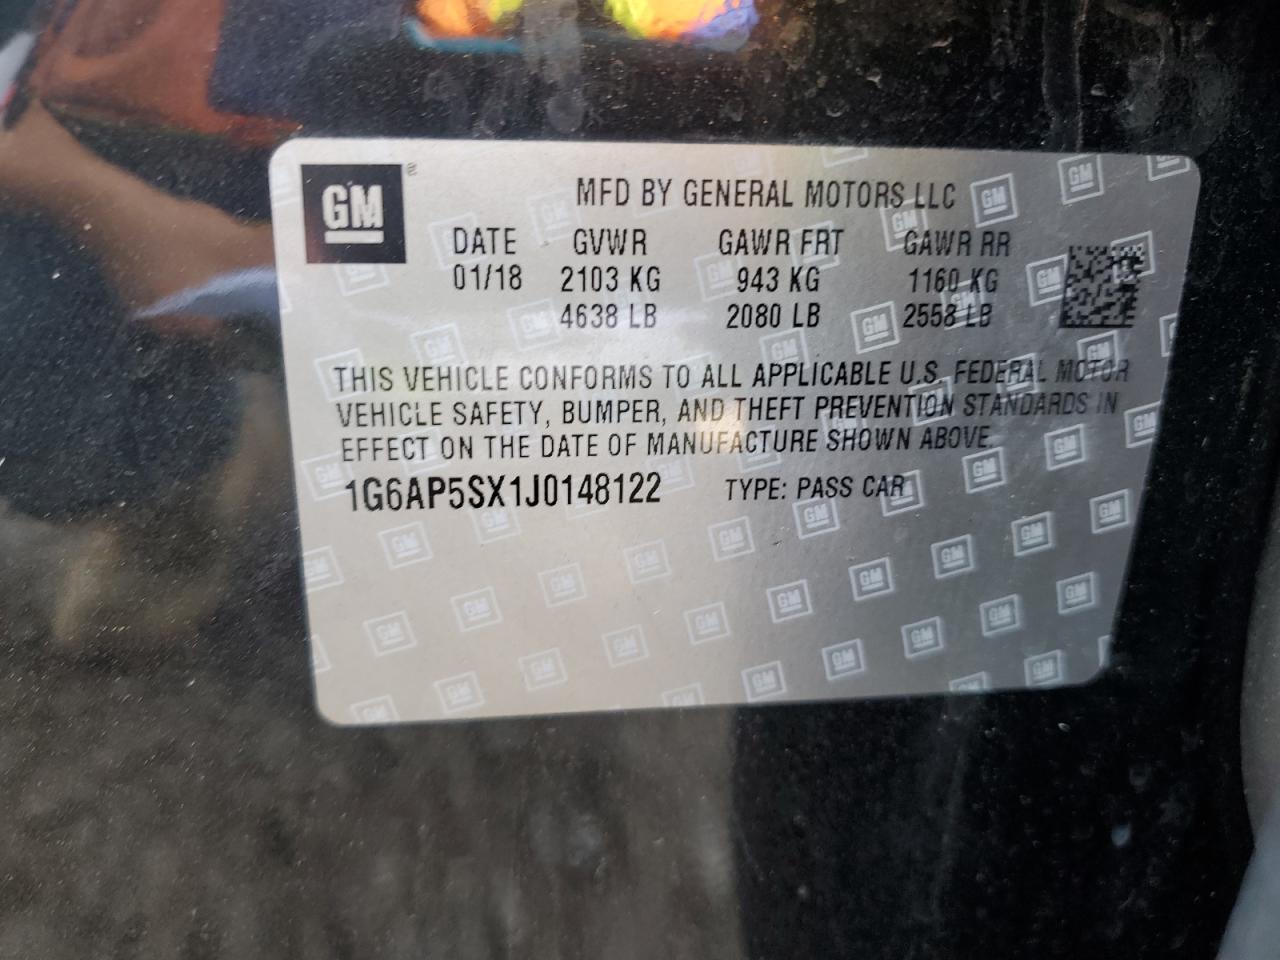 GM
MFD BY GENERAL MOTORS LLC
DATE GVWR GAWR FRT GAWR RR
01/18 2103 KG 943 KG 1160 KG
4638 LB 2080 LB 2558 LB
THIS VEHICLE CONFORMS TO ALL APPLICABLE U.S. FEDERAL MOTOR
VEHICLE SAFETY, BUMPER, AND THEFT PREVENTION STANDARDS IN
EFFECT ON THE DATE OF MANUFACTURE SHOWN ABOVE.
1G6AP5SX1J0148122 TYPE: PASS CAR